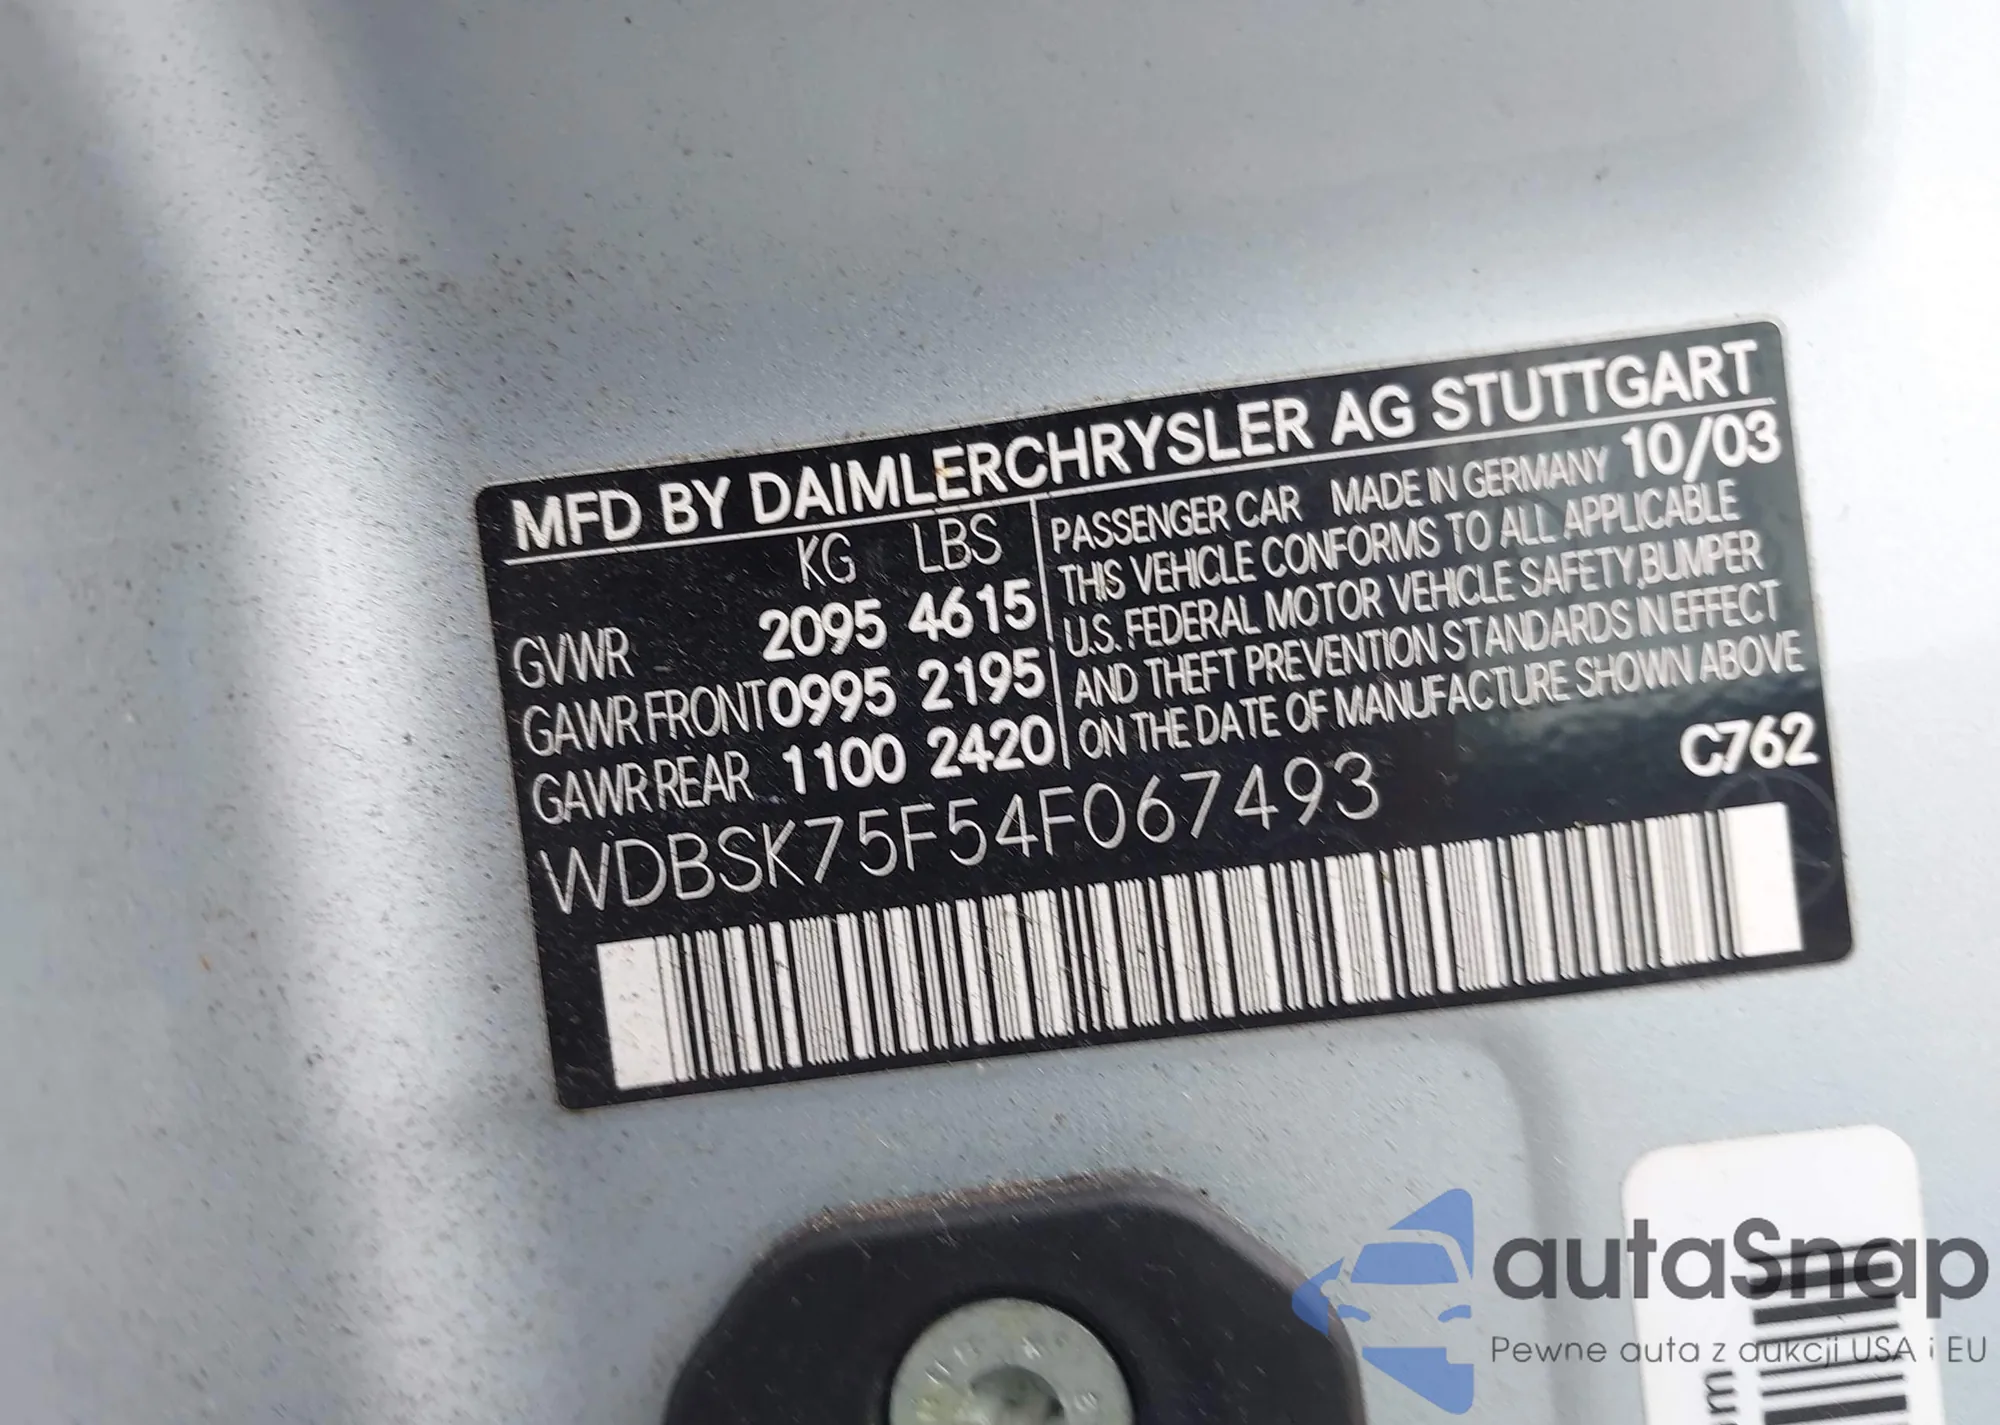 MFD BY DAIMLERCHRYSLER AG STUTTGART
KG LBS
GVWR 2095 4615
GAWR FRONT 0995 2195
GAWR REAR 1100 2420
PASSENGER CAR MADE IN GERMANY 10/03
THIS VEHICLE CONFORMS TO ALL APPLICABLE
U.S. FEDERAL MOTOR VEHICLE SAFETY,BUMPER
AND THEFT PREVENTION STANDARDS IN EFFECT
ON THE DATE OF MANUFACTURE SHOWN ABOVE
C762
WDBSK75F54F067493
autaSnap
Pewne auta z aukcji USA i EU